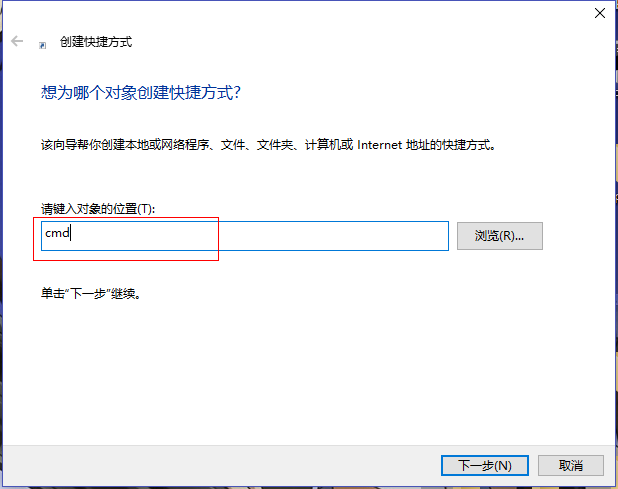 创建快捷方式
想为哪个对象创建快捷方式?
该向导帮你创建本地或网络程序、文件、文件夹、计算机或 Internet 地址的快捷方式。
请键入对象的位置(T):
cmd
浏览(R)...
单击“下一步”继续。
下一步(N)
取消